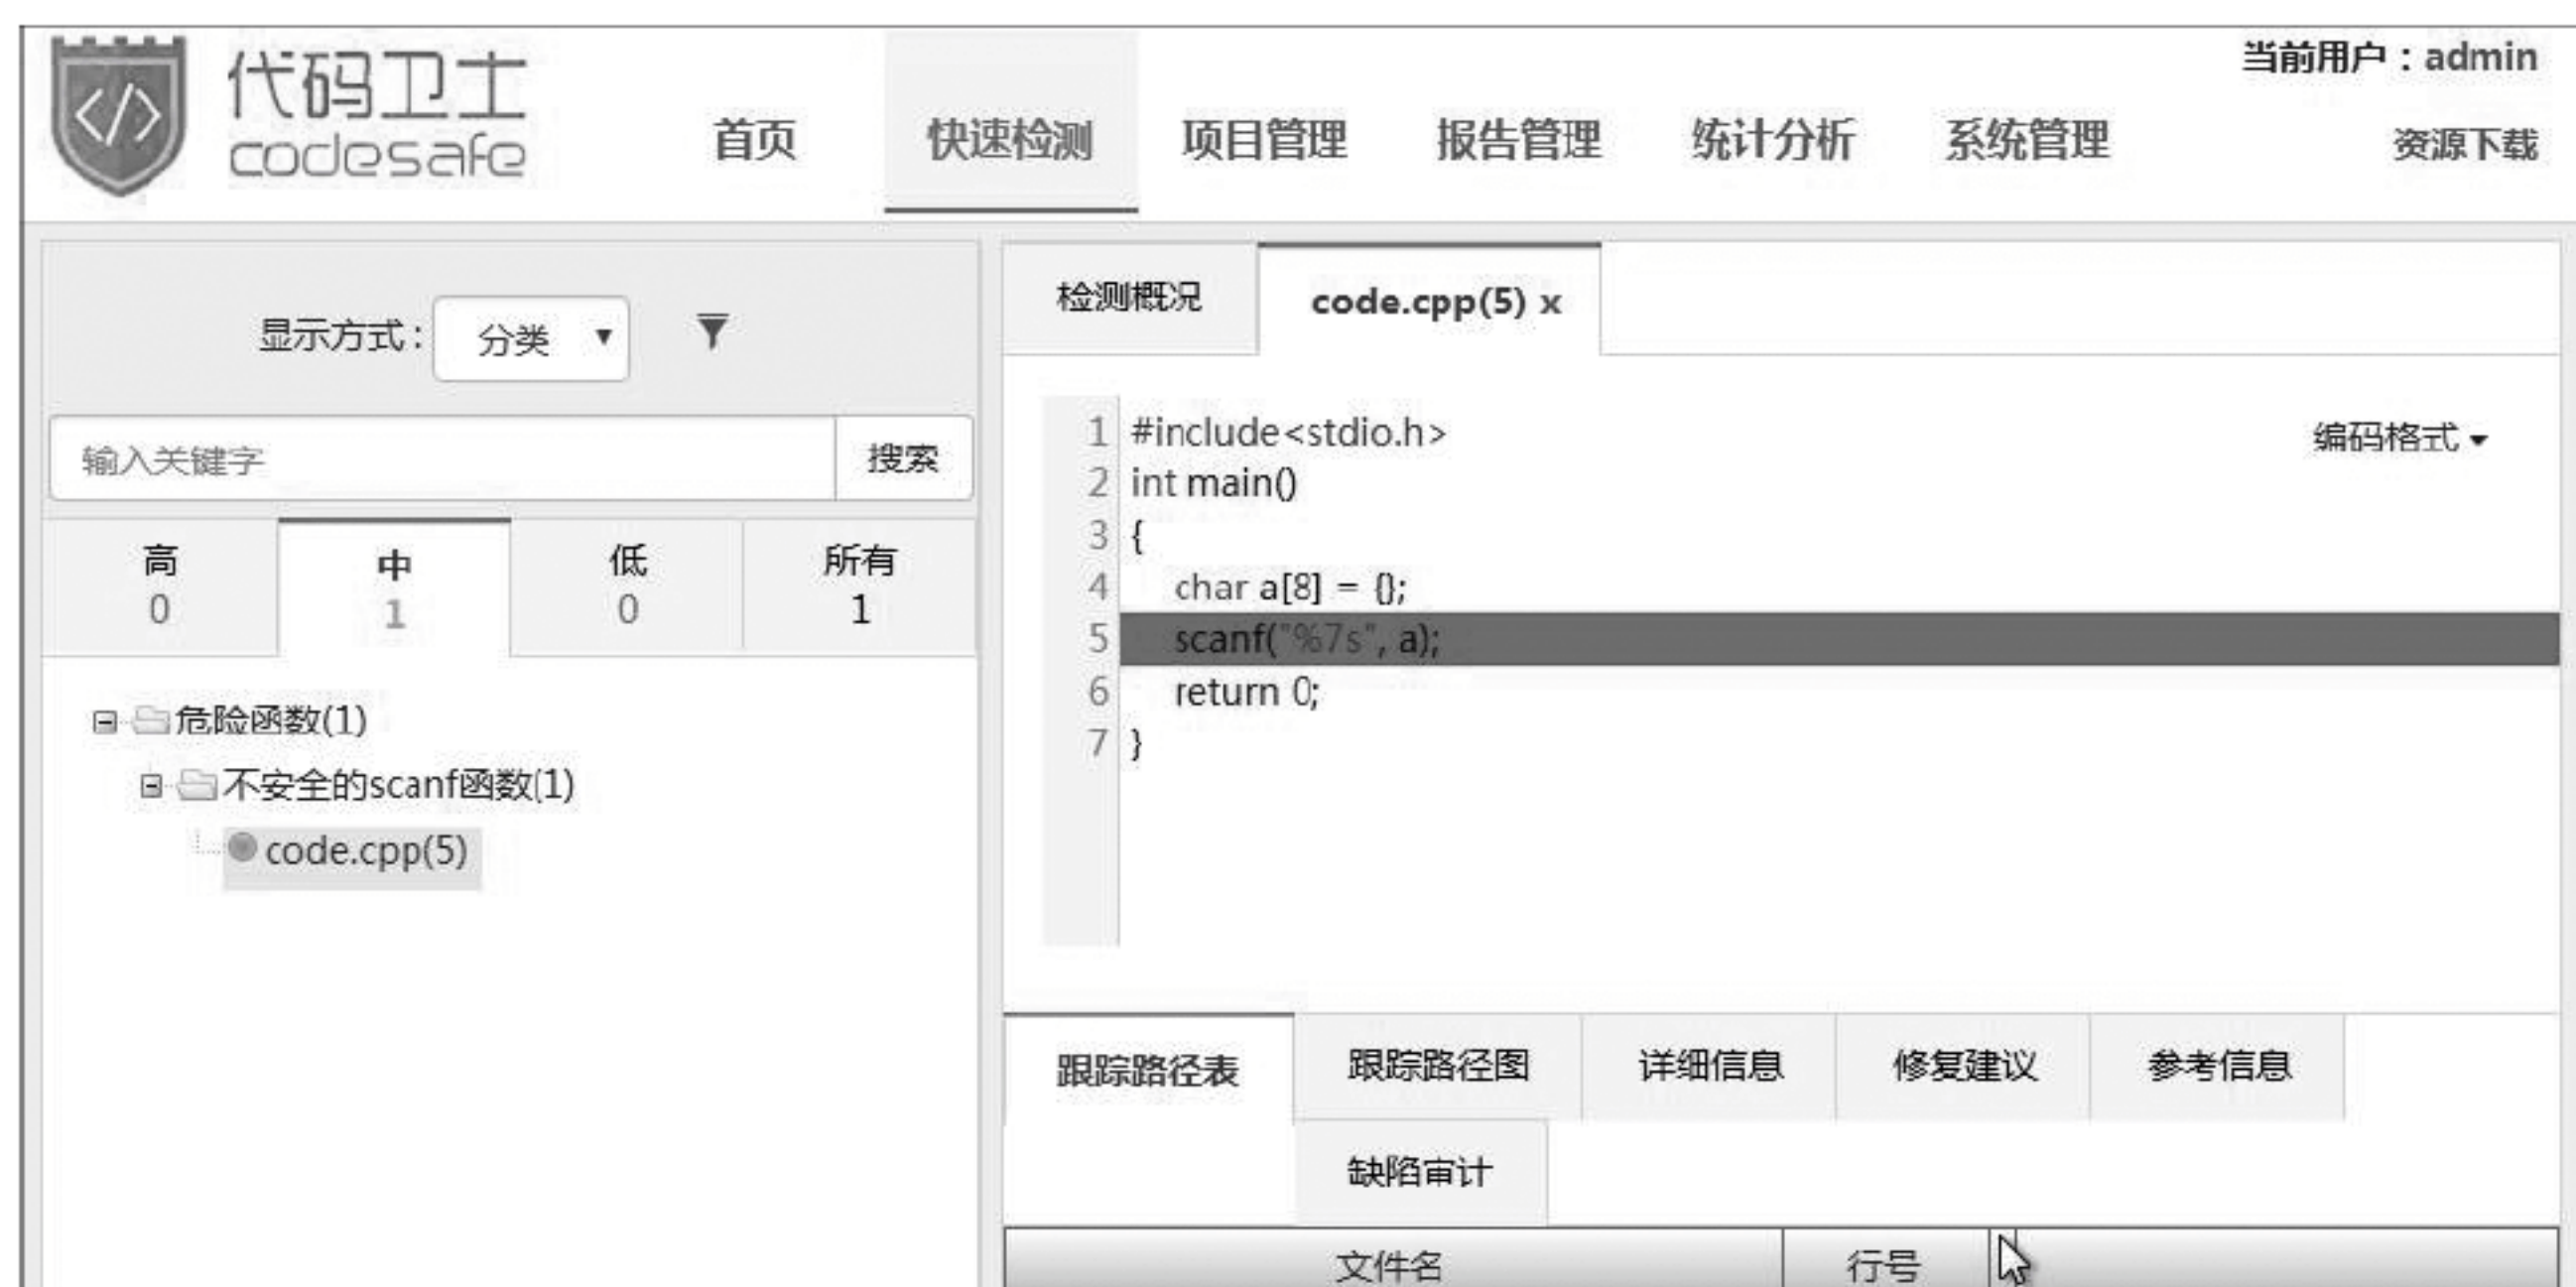 代码卫士
codesafe
当前用户：admin
首页 快速检测 项目管理 报告管理 统计分析 系统管理 资源下载
显示方式： 分类
输入关键字 搜索
高 中 低 所有
0 1 0 1
危险函数(1)
不安全的scanf函数(1)
code.cpp(5)
检测概况 code.cpp(5) x
编码格式
1 #include<stdio.h>
2 int main()
3 {
4 char a[8] = {};
5 scanf("%7s", a);
6 return 0;
7 }
跟踪路径表 跟踪路径图 详细信息 修复建议 参考信息
缺陷审计
文件名 行号